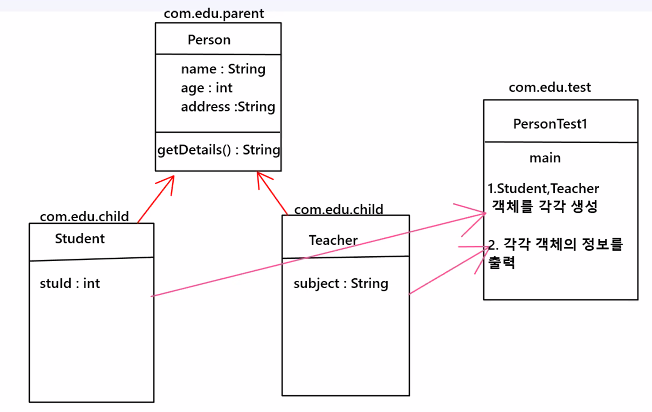 com.edu.parent
Person
name : String
age : int
address :String
getDetails() : String
com.edu.test
PersonTest1
main
1.Student,Teacher
객체를 각각 생성
2. 각각 객체의 정보를
출력
com.edu.child
Student
stuId : int
com.edu.child
Teacher
subject : String